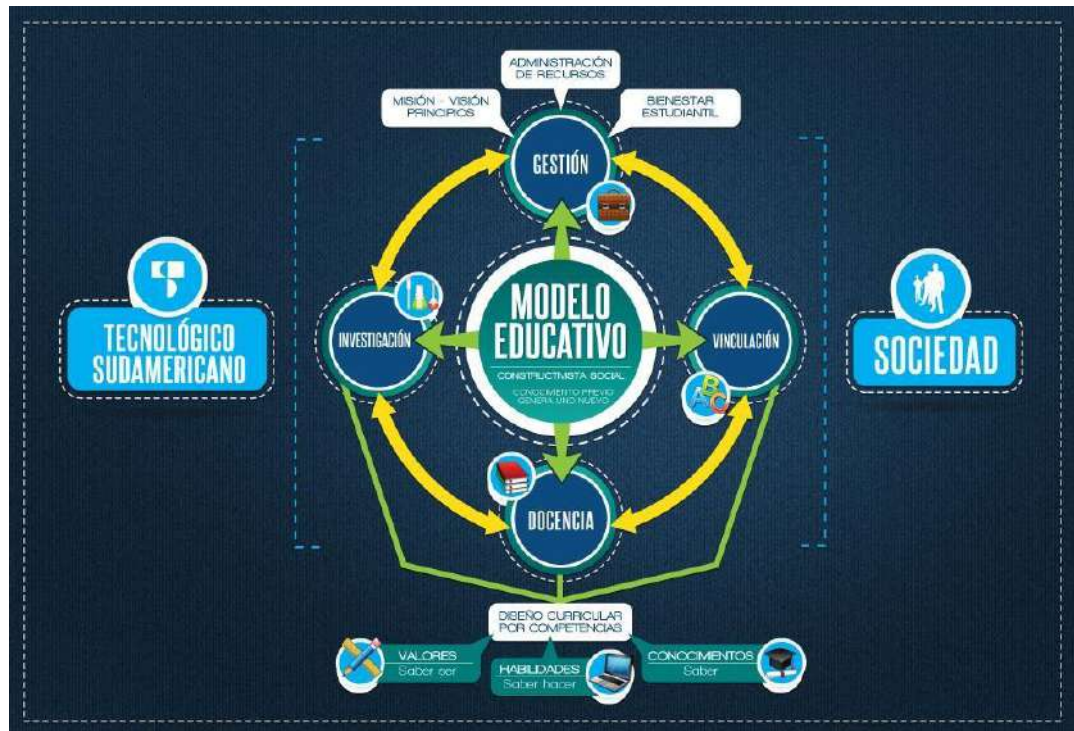 ADMINISTRACIÓN
DE RECURSOS
MISIÓN - VISIÓN
PRINCIPIOS
BIENESTAR
ESTUDIANTIL
GESTIÓN
TECNOLÓGICO
SUDAMERICANO
INVESTIGACIÓN
MODELO
EDUCATIVO
CONSTRUCTIVISTA SOCIAL
CONOCIMIENTO PREVIO
GENERA UNO NUEVO
VINCULACIÓN
A B C
SOCIEDAD
DOCENCIA
DISEÑO CURRICULAR
POR COMPETENCIAS
VALORES
Saber ser
HABILIDADES
Saber hacer
CONOCIMIENTOS
Saber